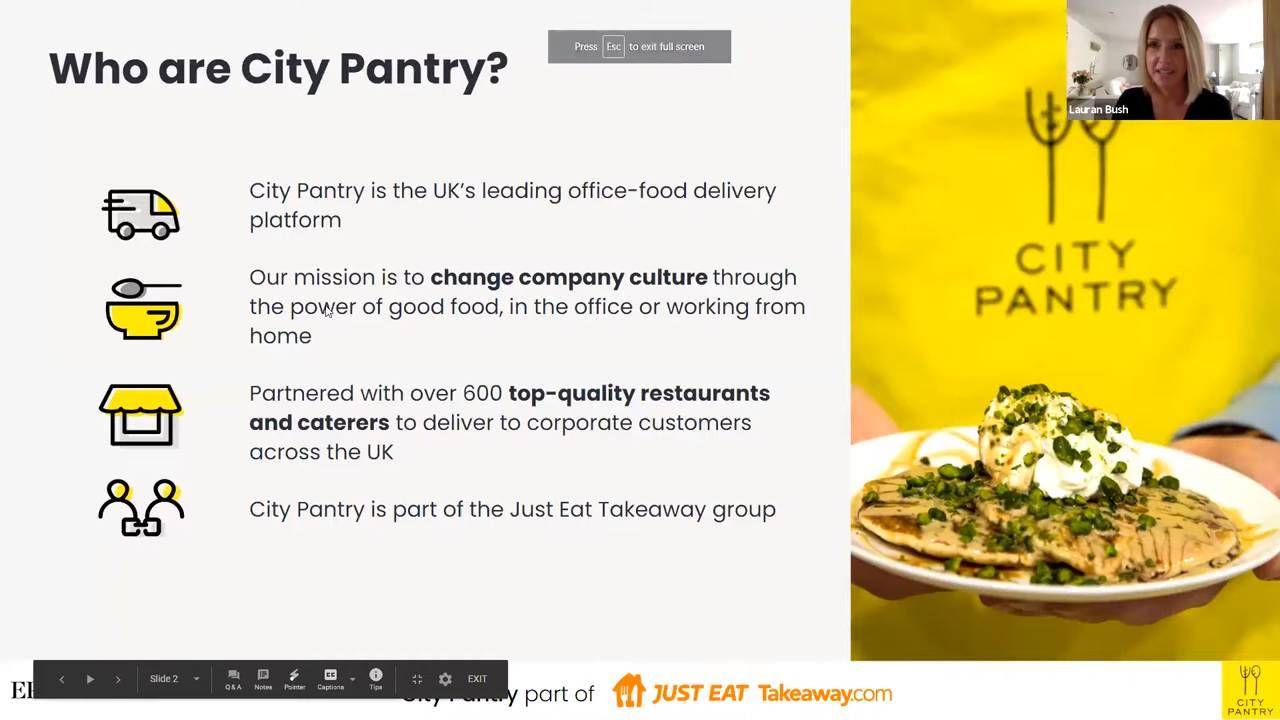 Who are City Pantry?
Press Esc to exit full screen
Lauran Bush
City Pantry is the UK's leading office-food delivery
platform
Our mission is to change company culture through
the power of good food, in the office or working from
home
Partnered with over 600 top-quality restaurants
and caterers to deliver to corporate customers
across the UK
City Pantry is part of the Just Eat Takeaway group
CITY
PANTRY
Slide 2
Q & A
Notes
Pointer
Captions
Tips
EXIT
City Pantry part of
JUST EAT Takeaway.com
CITY
PANTRY